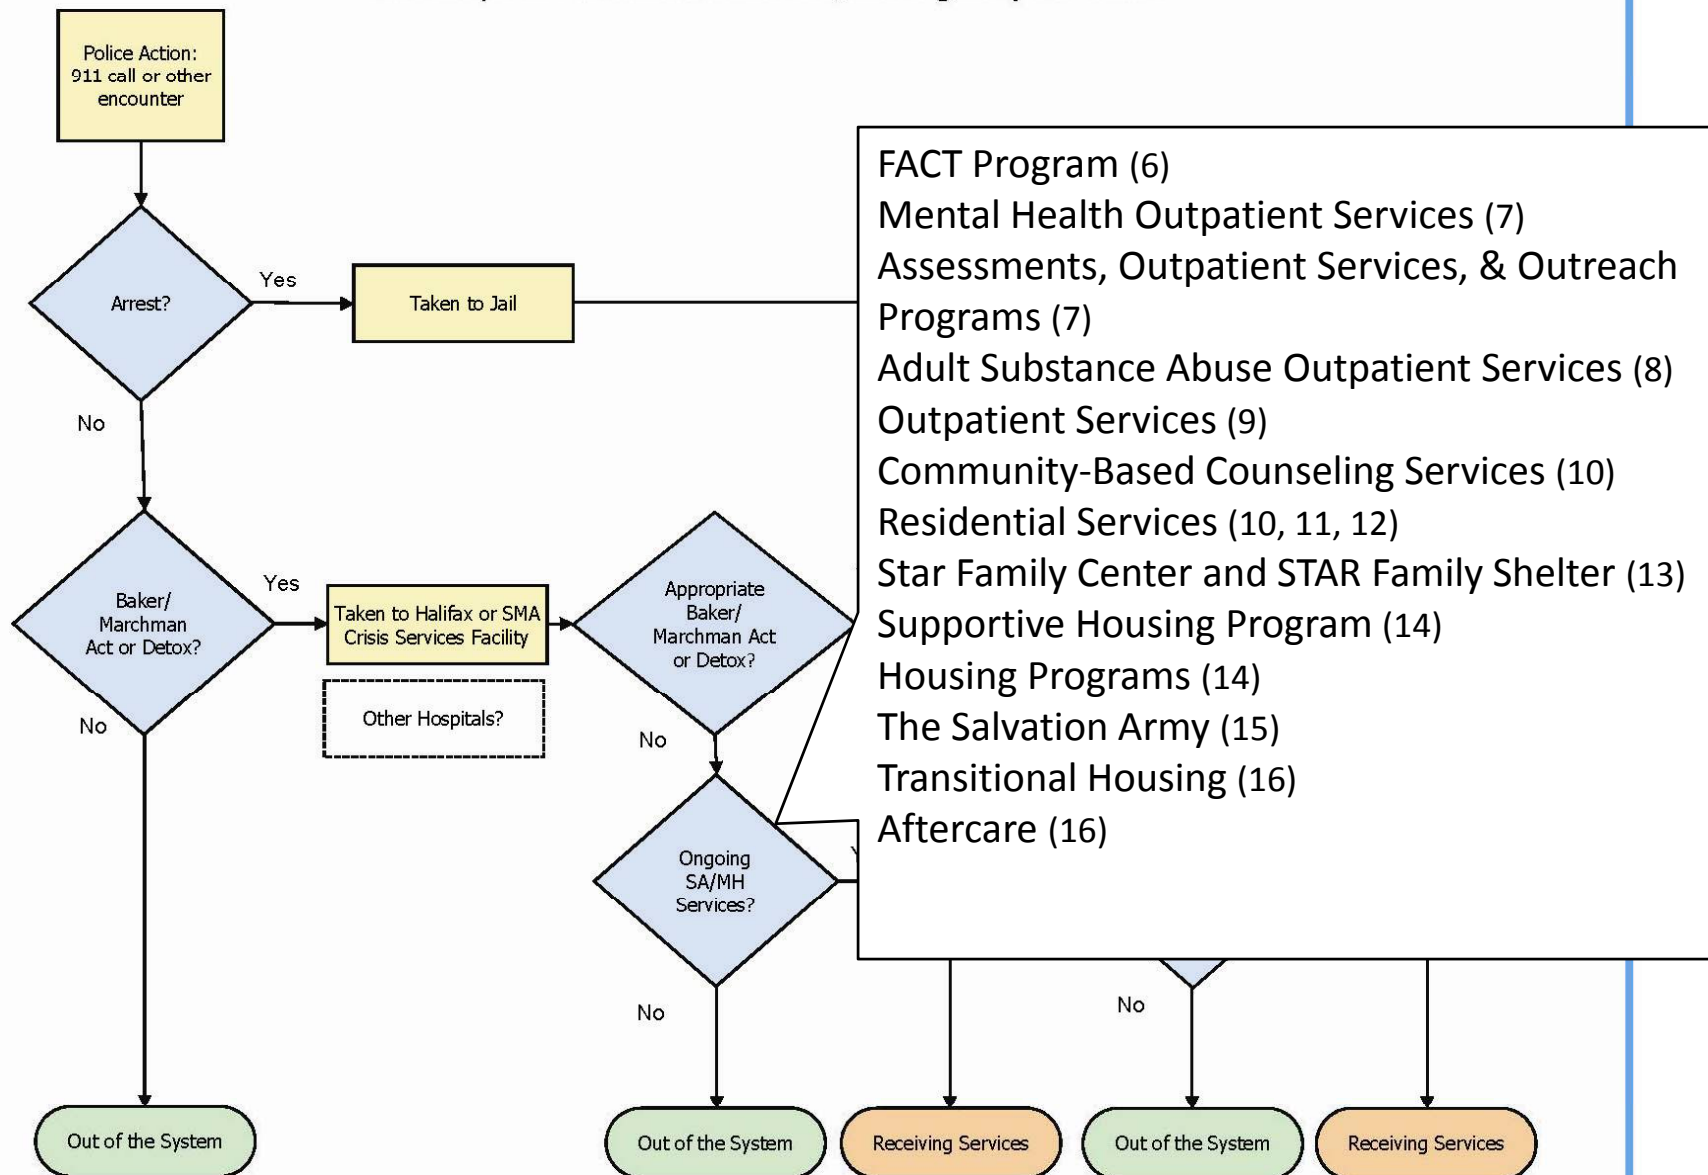 Police Action:
911 call or other
encounter
Arrest?
Yes
Taken to Jail
No
Baker/
Marchman
Act or Detox?
Yes
Taken to Halifax or SMA
Crisis Services Facility
Other Hospitals?
Appropriate
Baker/
Marchman Act
or Detox?
No
No
Ongoing
SA/MH
Services?
No
No
FACT Program (6)
Mental Health Outpatient Services (7)
Assessments, Outpatient Services, & Outreach
Programs (7)
Adult Substance Abuse Outpatient Services (8)
Outpatient Services (9)
Community-Based Counseling Services (10)
Residential Services (10, 11, 12)
Star Family Center and STAR Family Shelter (13)
Supportive Housing Program (14)
Housing Programs (14)
The Salvation Army (15)
Transitional Housing (16)
Aftercare (16)
Out of the System
Out of the System
Receiving Services
Out of the System
Receiving Services